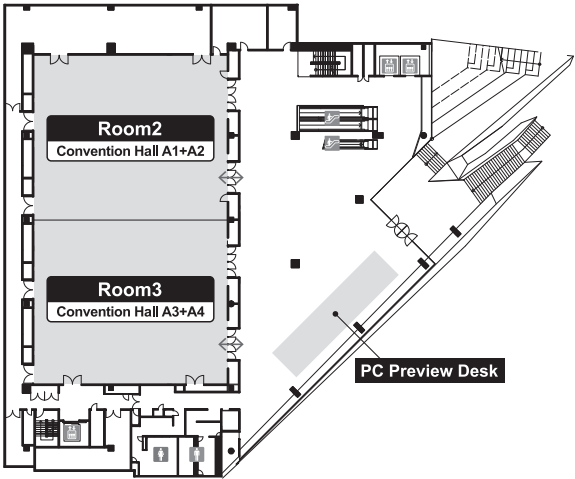 Room2
Convention Hall A1+A2
Room3
Convention Hall A3+A4
PC Preview Desk